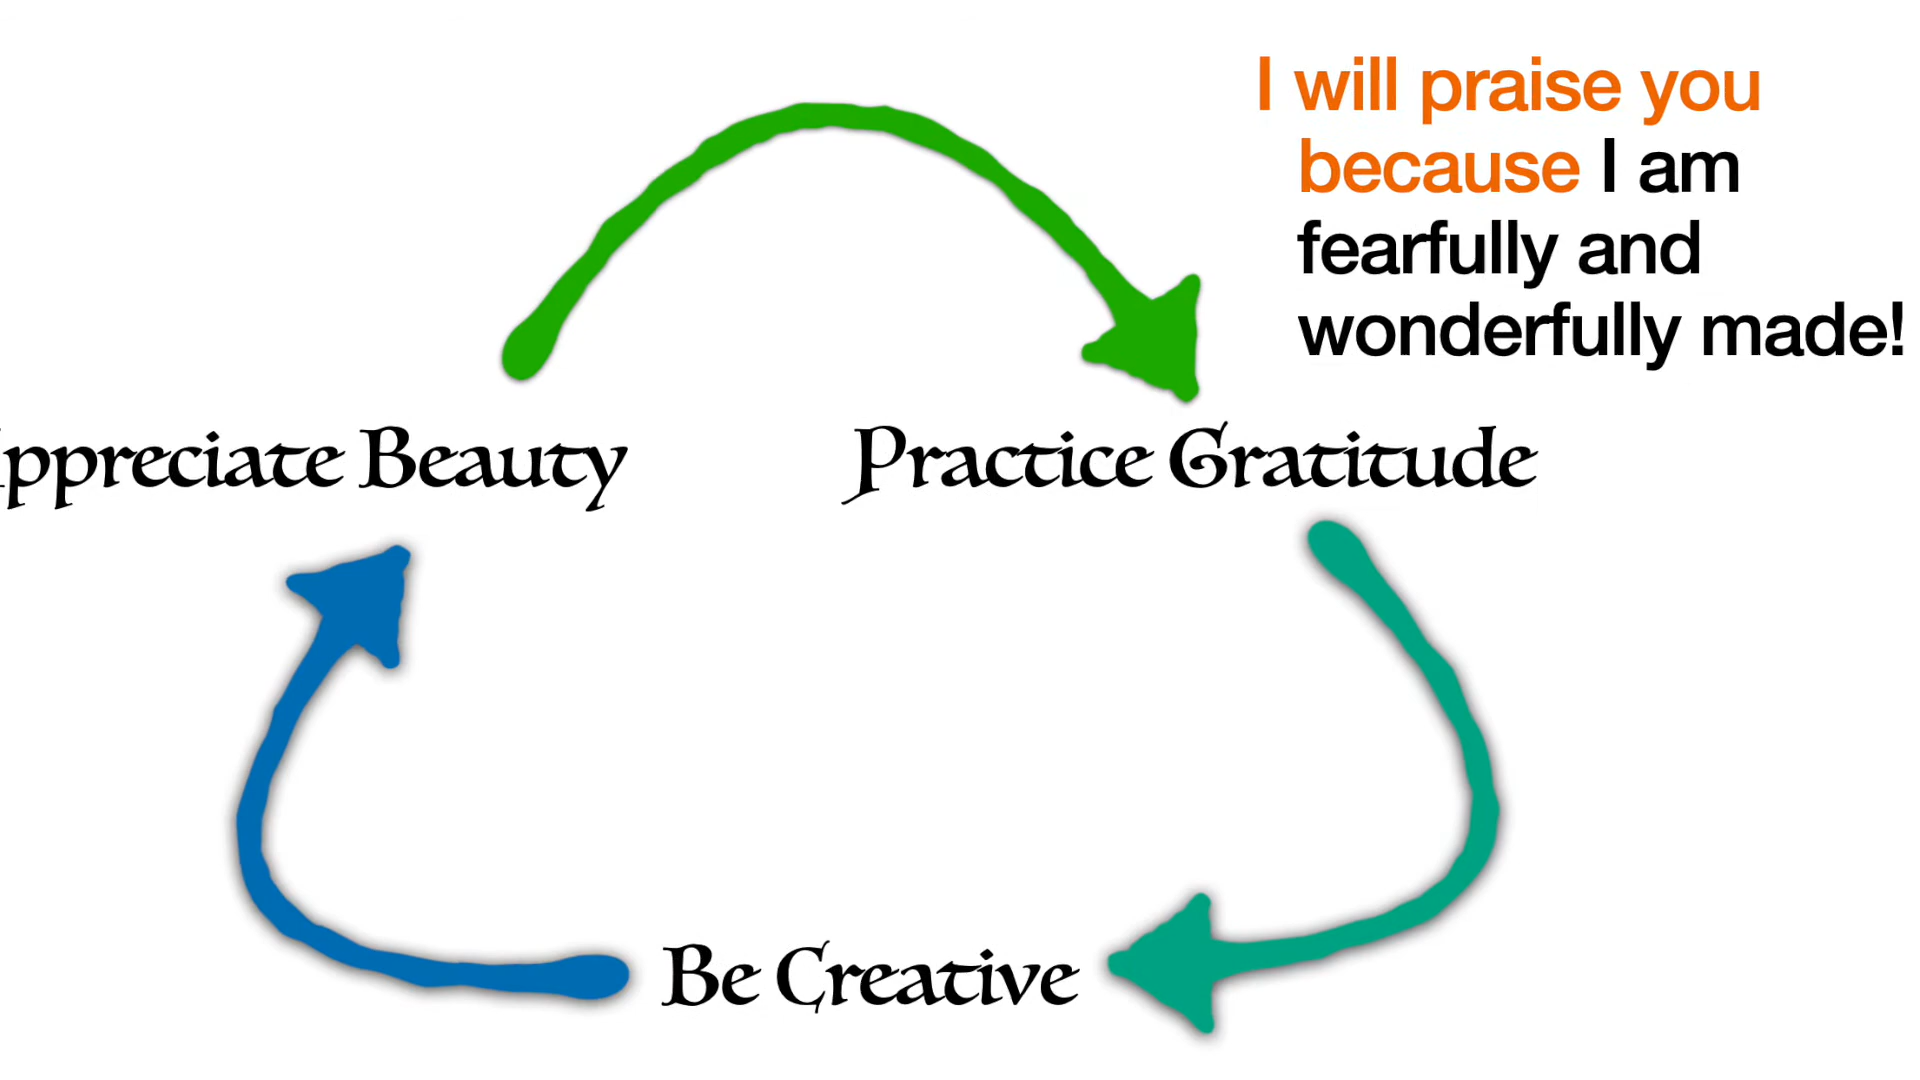 I will praise you
because I am
fearfully and
wonderfully made!
ppreciate Beauty
Practice Gratitude
Be Creative